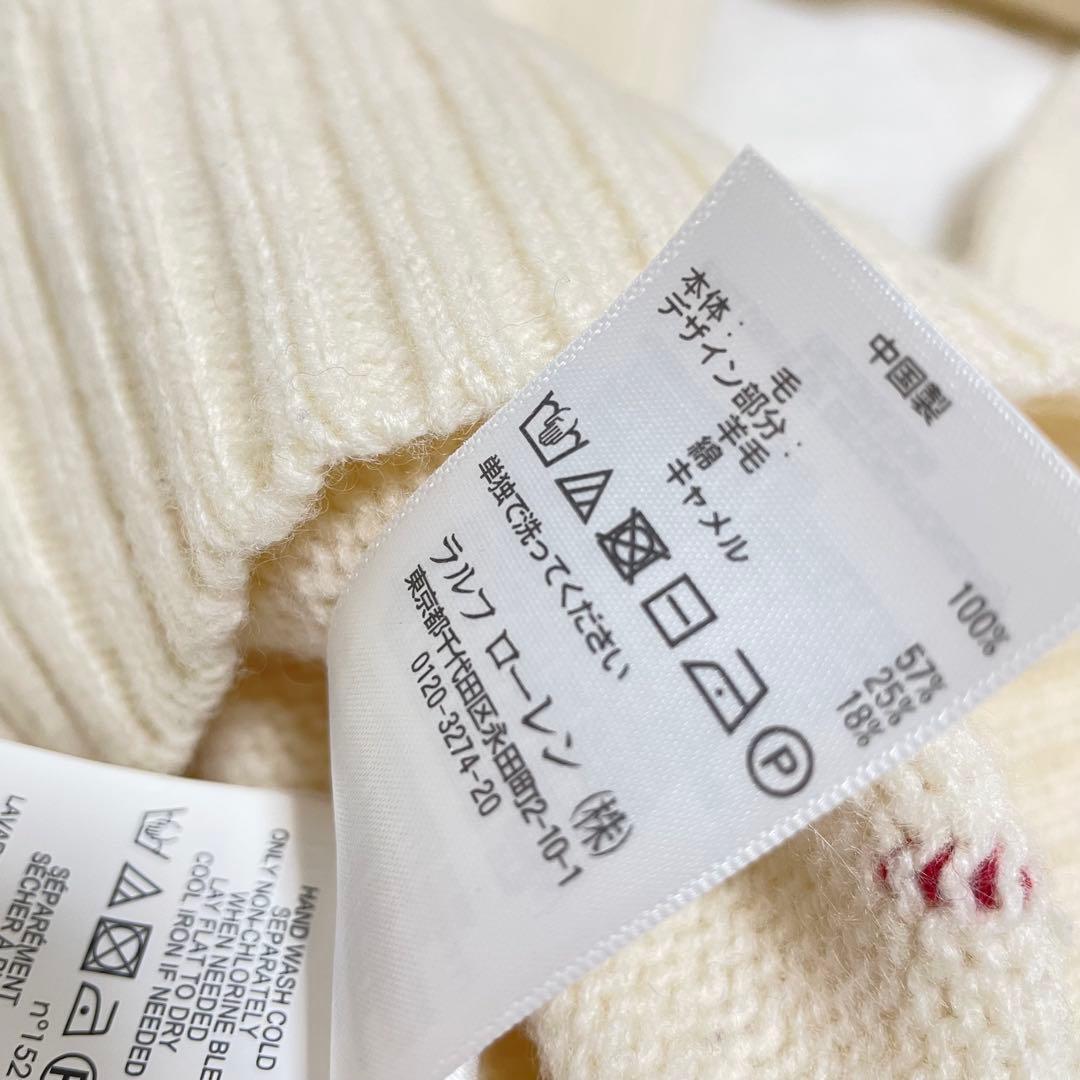 中国製
本体：
毛 100%
デザイン部分：
羊毛 57%
綿 25%
キャメル 18%
P
単独で洗ってください
ラルフ ローレン (株)
東京都千代田区永田町2-10-1
0120-3274-20
HAND WASH COLD
SEPARATELY
ONLY NON-CHLORINE BLE
WHEN NEEDED
LAY FLAT TO DRY
COOL IRON IF NEEDED
SÉPARÉMENT
SÉCHER À
n°152